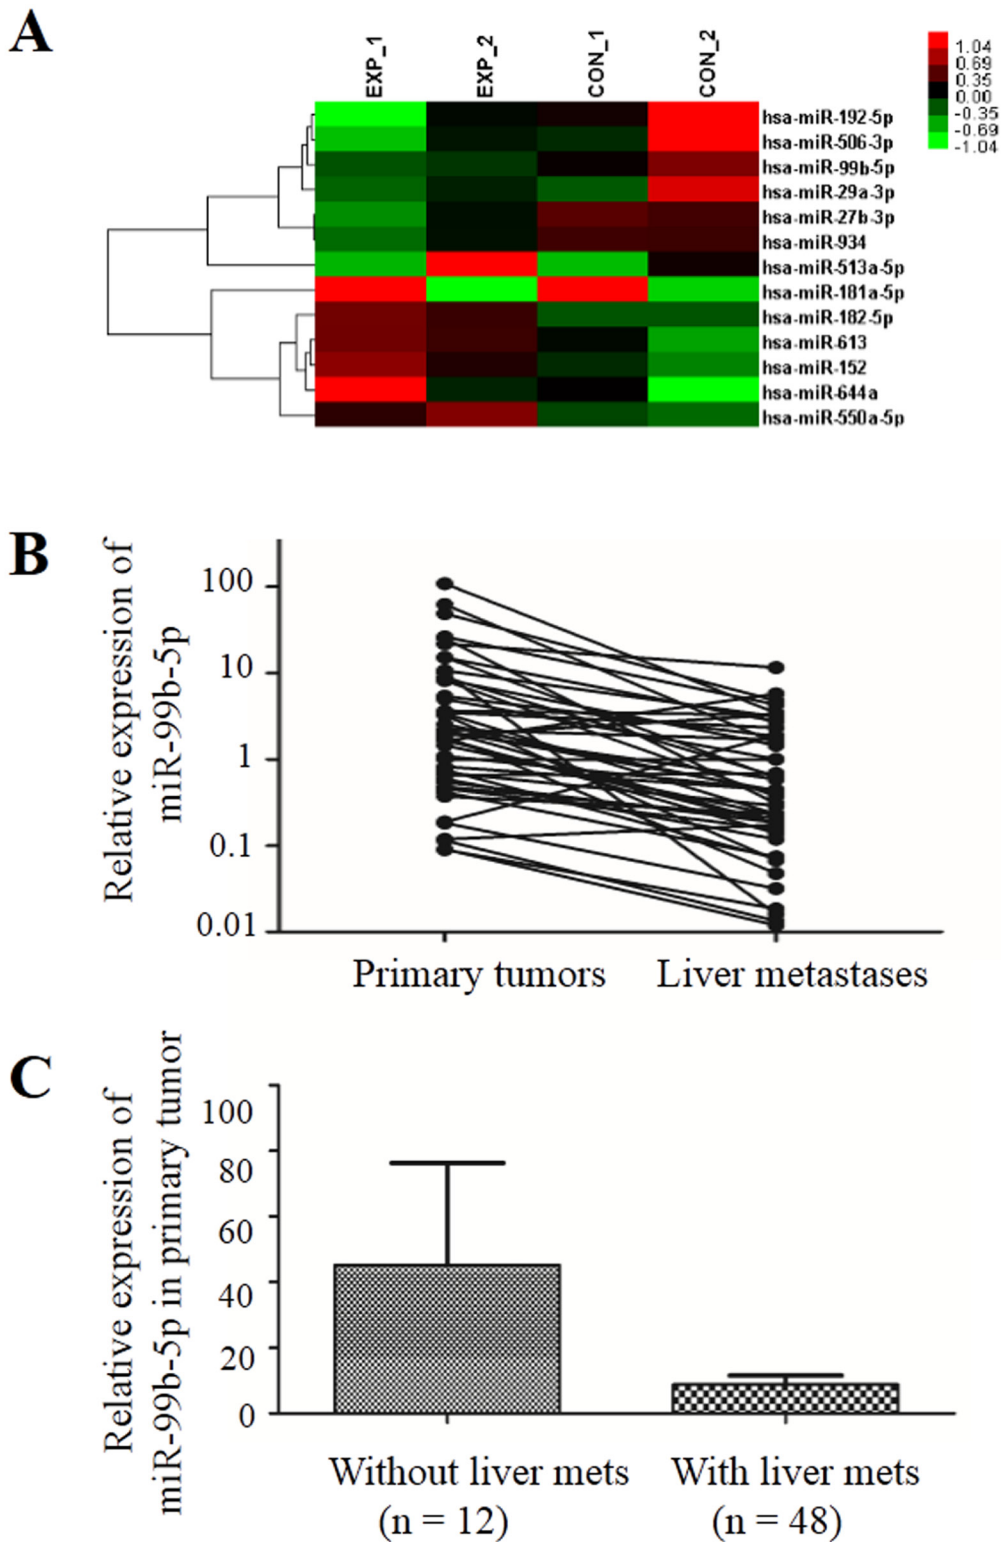 A
EXP_1
EXP_2
CON_1
CON_2
1.04
0.69
0.35
0.00
-0.35
-0.69
-1.04
hsa-miR-192-5p
hsa-miR-506-3p
hsa-miR-99b-5p
hsa-miR-29a-3p
hsa-miR-27b-3p
hsa-miR-934
hsa-miR-513a-5p
hsa-miR-181a-5p
hsa-miR-182-5p
hsa-miR-613
hsa-miR-152
hsa-miR-644a
hsa-miR-550a-5p
B
Relative expression of
miR-99b-5p
100
10
1
0.1
0.01
Primary tumors
Liver metastases
C
Relative expression of
miR-99b-5p in primary tumor
100
80
60
40
20
0
Without liver mets
(n = 12)
With liver mets
(n = 48)